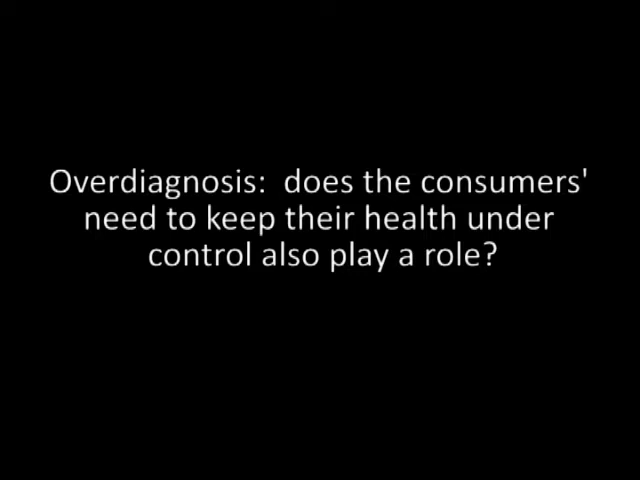 Overdiagnosis:  does the consumers'
need to keep their health under
control also play a role?